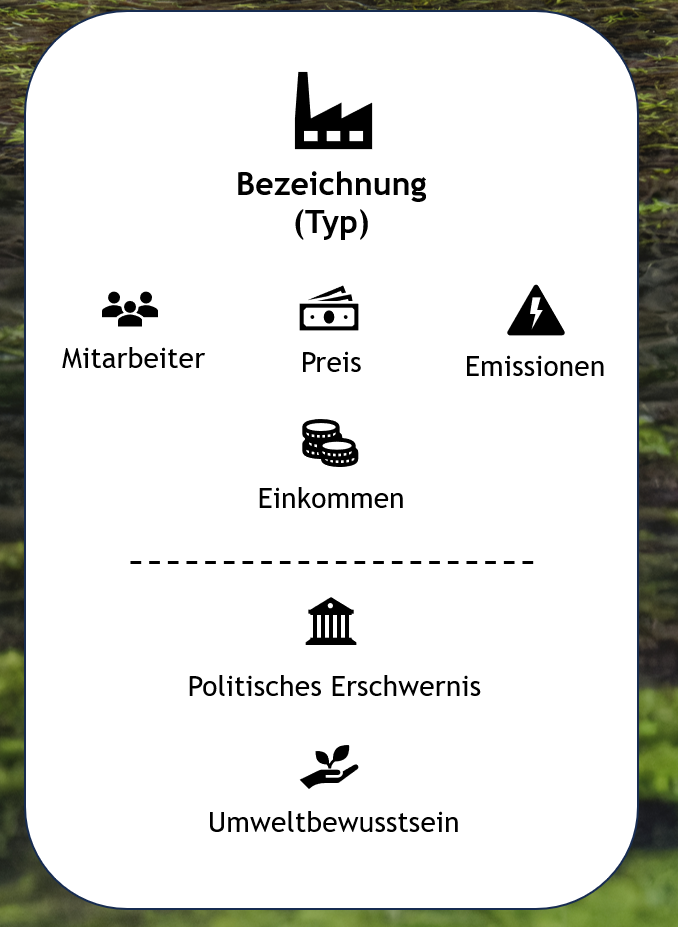 Bezeichnung
(Typ)
Mitarbeiter
Preis
Emissionen
Einkommen
Politisches Erschwernis
Umweltbewusstsein